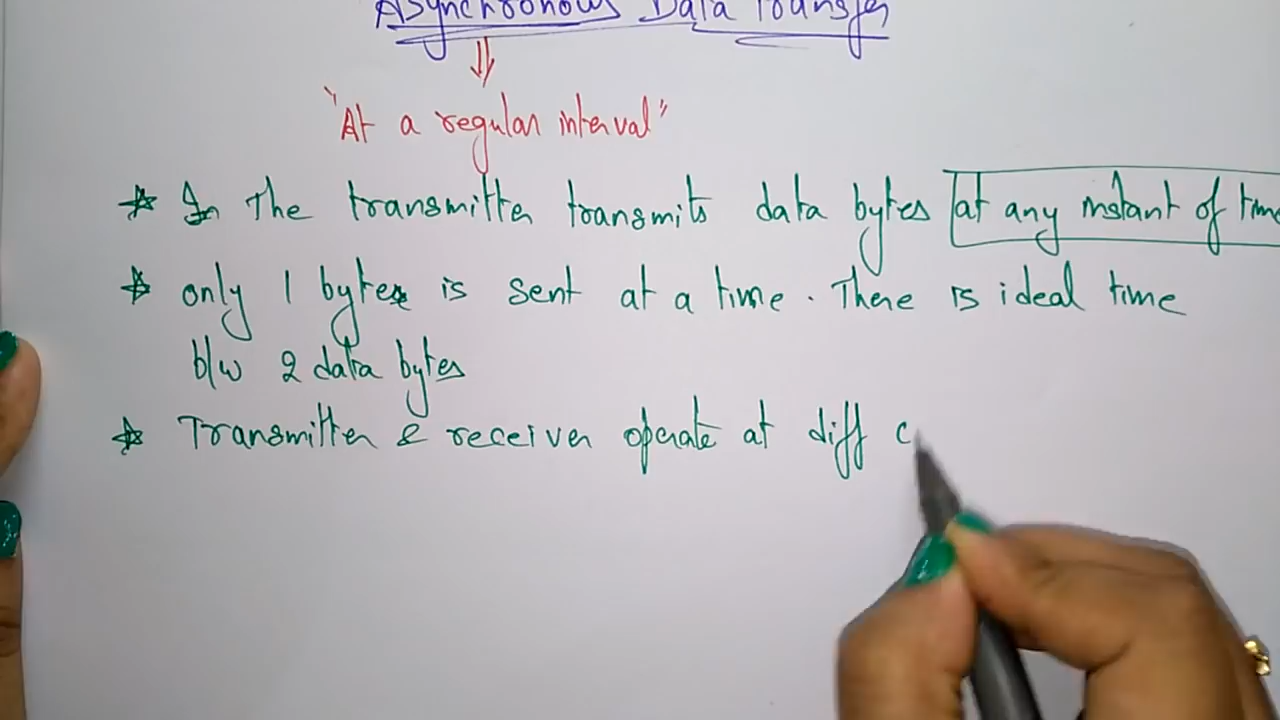 Asynchronous Data Transfer
"At a regular interval"
In The transmitter transmits data bytes at any instant of time
only 1 byte is sent at a time. There is ideal time
b/w 2 data bytes
Transmitter & receiver operate at diff c